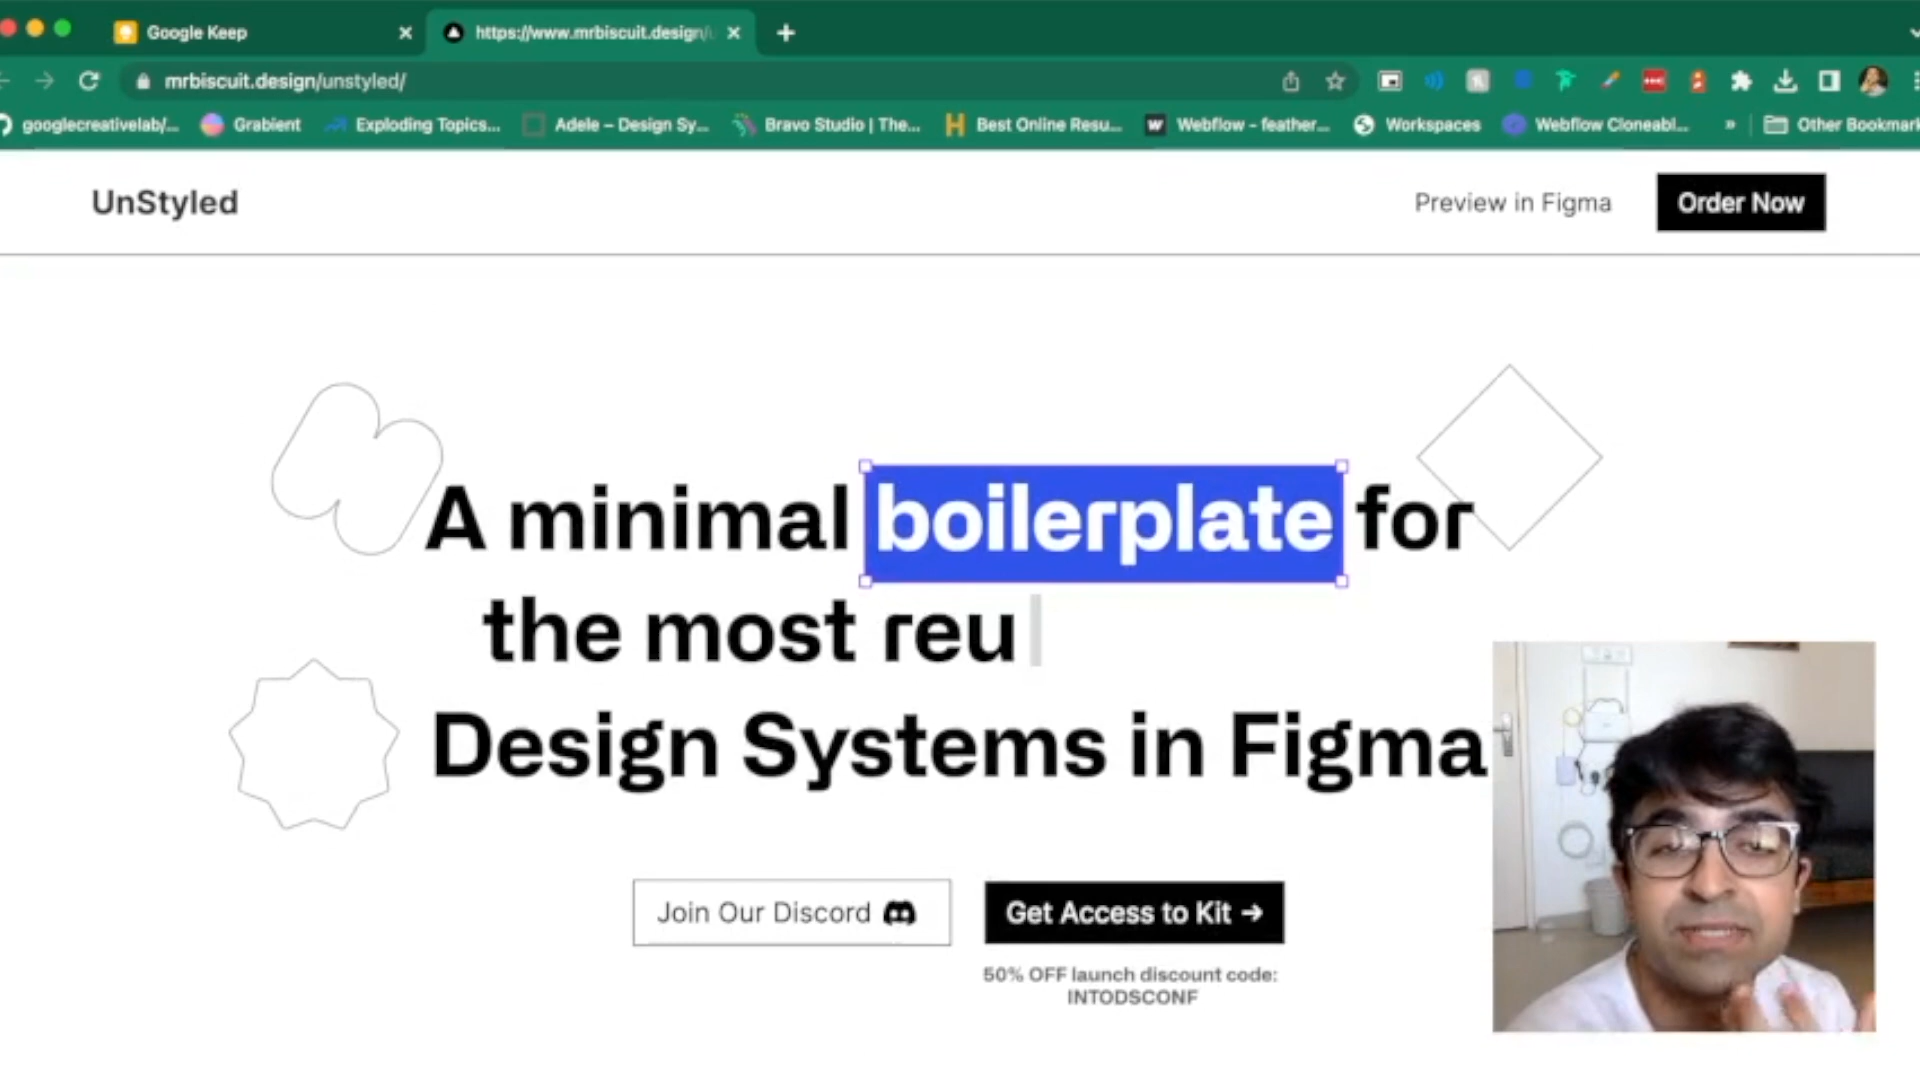 Google Keep
https://www.mrbiscuit.design/
mrbiscuit.design/unstyled/
googlecreativelab/... Grabient Exploding Topics... Adele – Design Sy... Bravo Studio | The... Best Online Resu... Webflow - feather... Workspaces Webflow Cloneabl... » Other Bookmark
UnStyled
Preview in Figma Order Now
A minimal boilerplate for
the most reu
Design Systems in Figma
Join Our Discord Get Access to Kit →
50% OFF launch discount code:
INTODSCONF